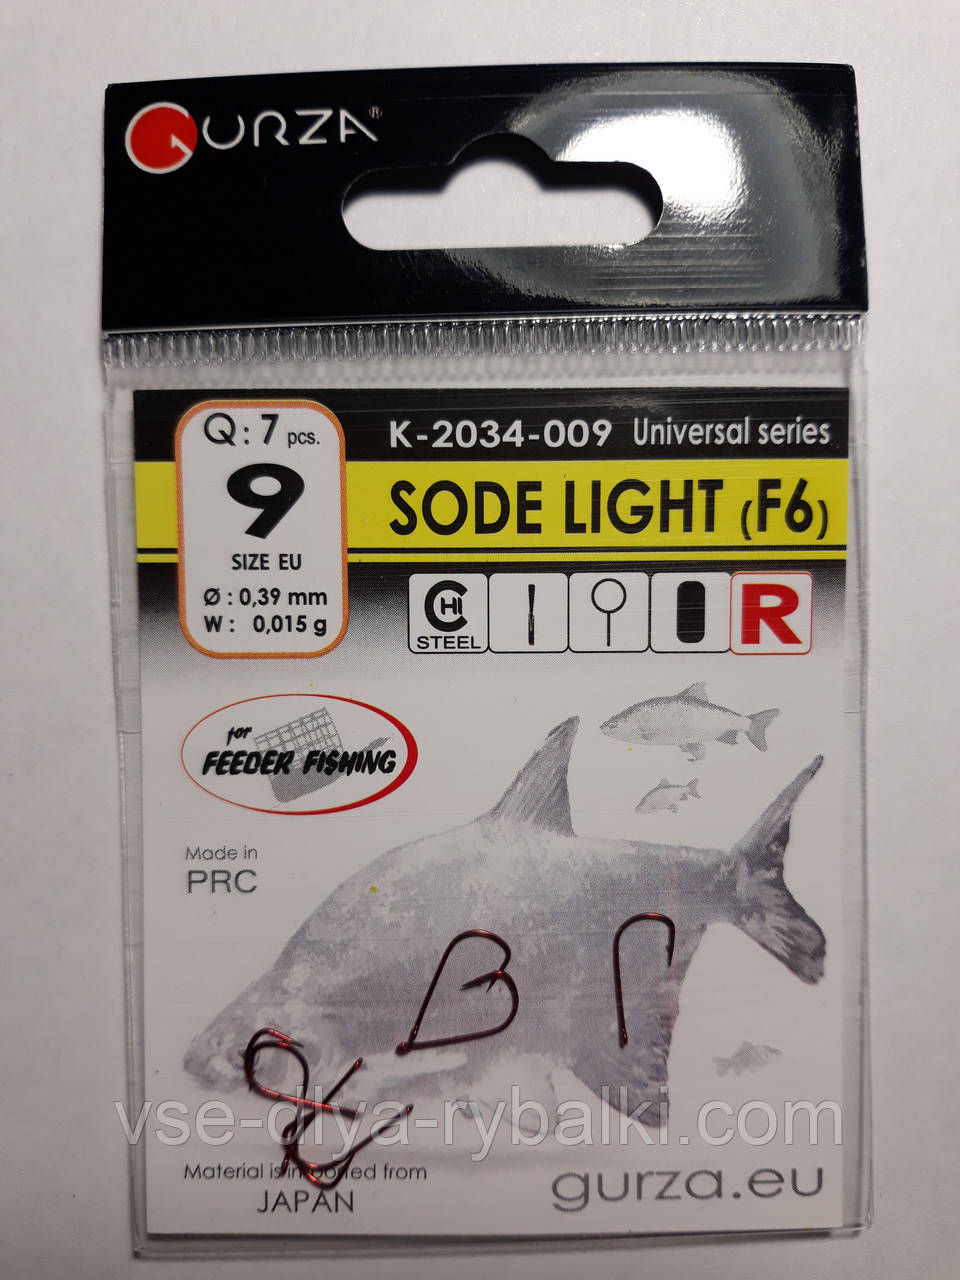 GURZA®
Q: 7 pcs.
9
SIZE EU
Ø : 0,39 mm
W : 0,015 g
K-2034-009 Universal series
SODE LIGHT (F6)
CHI
STEEL
R
for
FEEDER FISHING
Made in
PRC
vse-dlya-rybalki.com
Material is imported from
JAPAN
gurza.eu